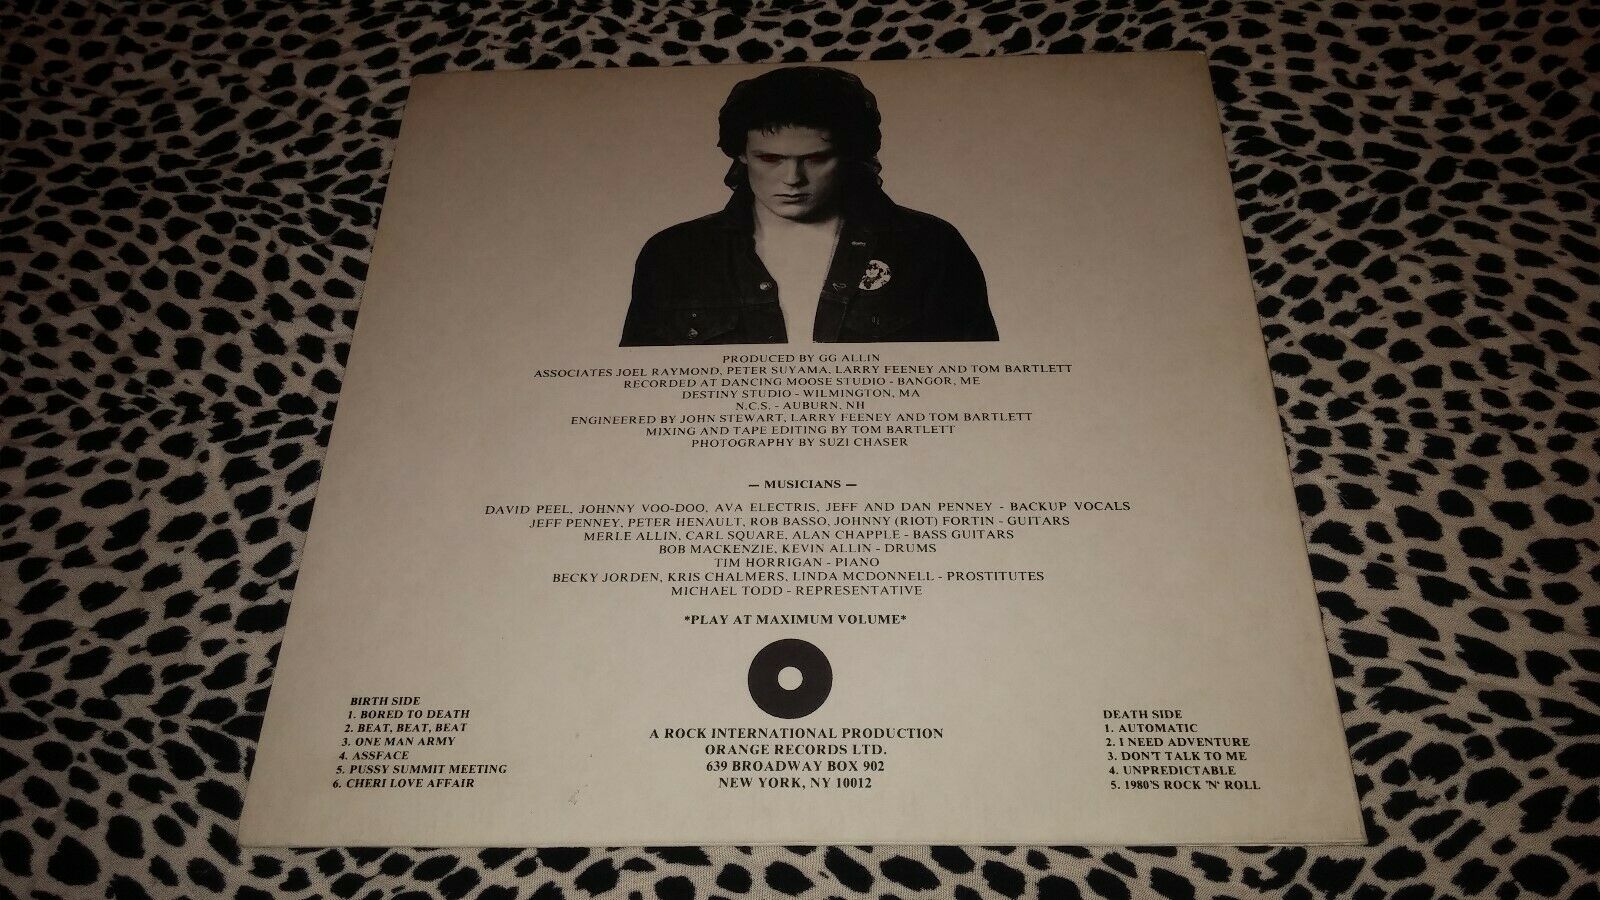 PRODUCED BY GG ALLIN
ASSOCIATES JOEL RAYMOND, PETER SUYAMA, LARRY FEENEY AND TOM BARTLETT
RECORDED AT DANCING MOOSE STUDIO - BANGOR, ME
DESTINY STUDIO - WILMINGTON, MA
N.C.S. - AUBURN, NH
ENGINEERED BY JOHN STEWART, LARRY FEENEY AND TOM BARTLETT
MIXING AND TAPE EDITING BY TOM BARTLETT
PHOTOGRAPHY BY SUZI CHASER
— MUSICIANS —
DAVID PEEL, JOHNNY VOO-DOO, AVA ELECTRIS, JEFF AND DAN PENNEY - BACKUP VOCALS
JEFF PENNEY, PETER HENAULT, ROB BASSO, JOHNNY (RIOT) FORTIN - GUITARS
MERLE ALLIN, CARL SQUARE, ALAN CHAPPLE - BASS GUITARS
BOB MACKENZIE, KEVIN ALLIN - DRUMS
TIM HORRIGAN - PIANO
BECKY JORDEN, KRIS CHALMERS, LINDA MCDONNELL - PROSTITUTES
MICHAEL TODD - REPRESENTATIVE
*PLAY AT MAXIMUM VOLUME*
BIRTH SIDE
1. BORED TO DEATH
2. BEAT, BEAT, BEAT
3. ONE MAN ARMY
4. ASSFACE
5. PUSSY SUMMIT MEETING
6. CHERI LOVE AFFAIR
A ROCK INTERNATIONAL PRODUCTION
ORANGE RECORDS LTD.
639 BROADWAY BOX 902
NEW YORK, NY 10012
DEATH SIDE
1. AUTOMATIC
2. I NEED ADVENTURE
3. DON'T TALK TO ME
4. UNPREDICTABLE
5. 1980'S ROCK 'N' ROLL